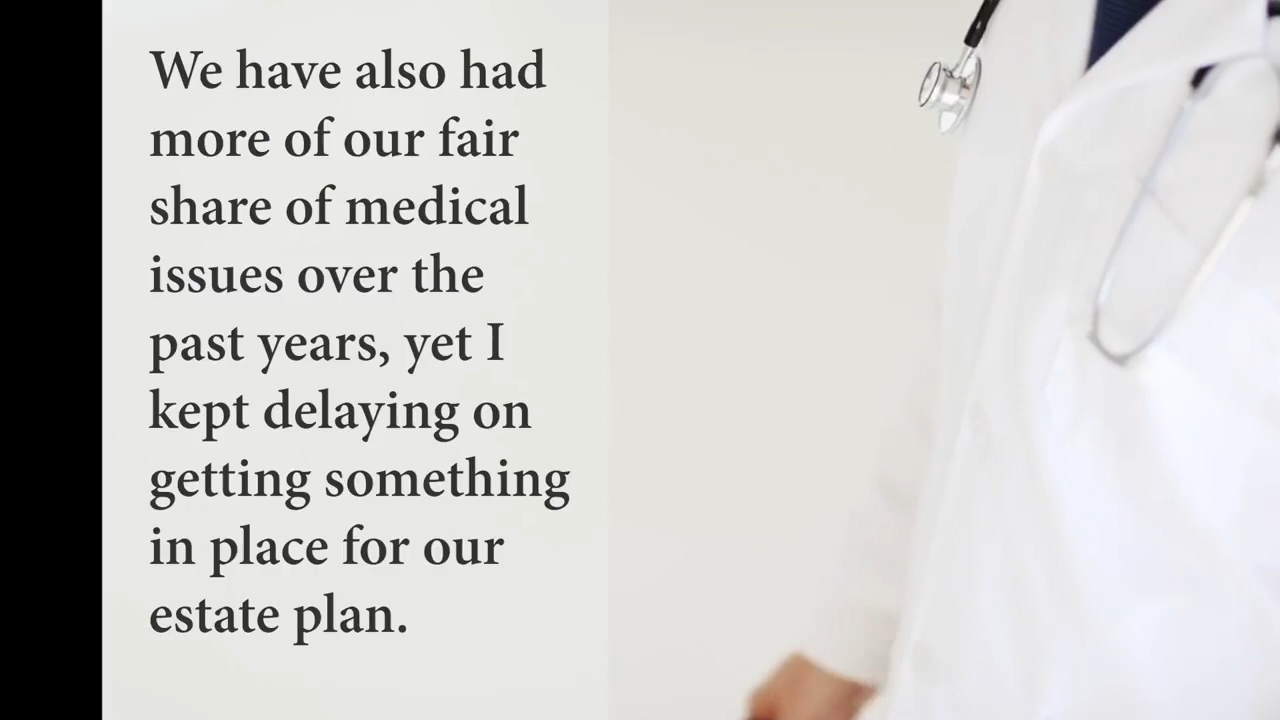 We have also had
more of our fair
share of medical
issues over the
past years, yet I
kept delaying on
getting something
in place for our
estate plan.